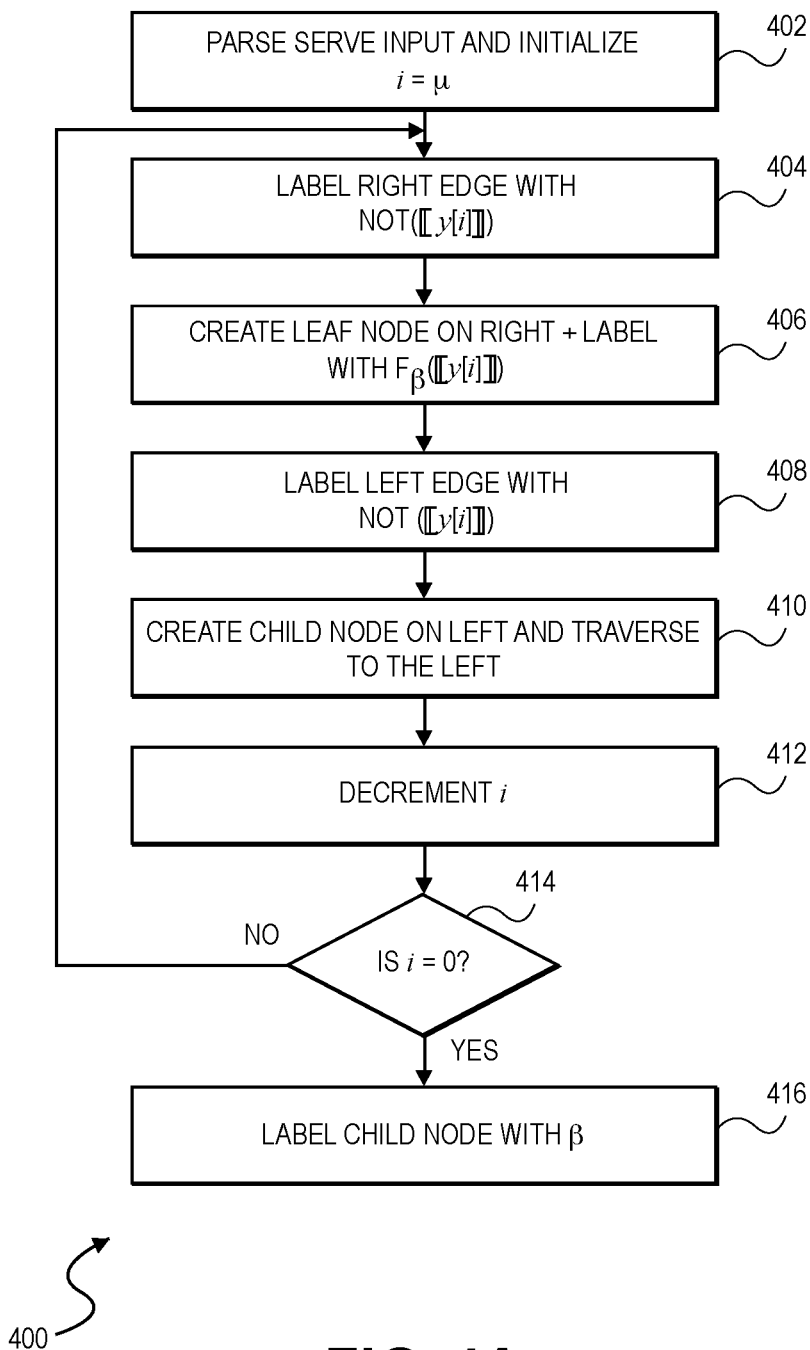 PARSE SERVE INPUT AND INITIALIZE
i = μ
402
LABEL RIGHT EDGE WITH
NOT(⟦ y[i]⟧)
404
CREATE LEAF NODE ON RIGHT + LABEL
WITH Fβ(⟦y[i]⟧)
406
LABEL LEFT EDGE WITH
NOT (⟦y[i]⟧)
408
CREATE CHILD NODE ON LEFT AND TRAVERSE
TO THE LEFT
410
DECREMENT i
412
414
NO
IS i = 0?
YES
LABEL CHILD NODE WITH β
416
400